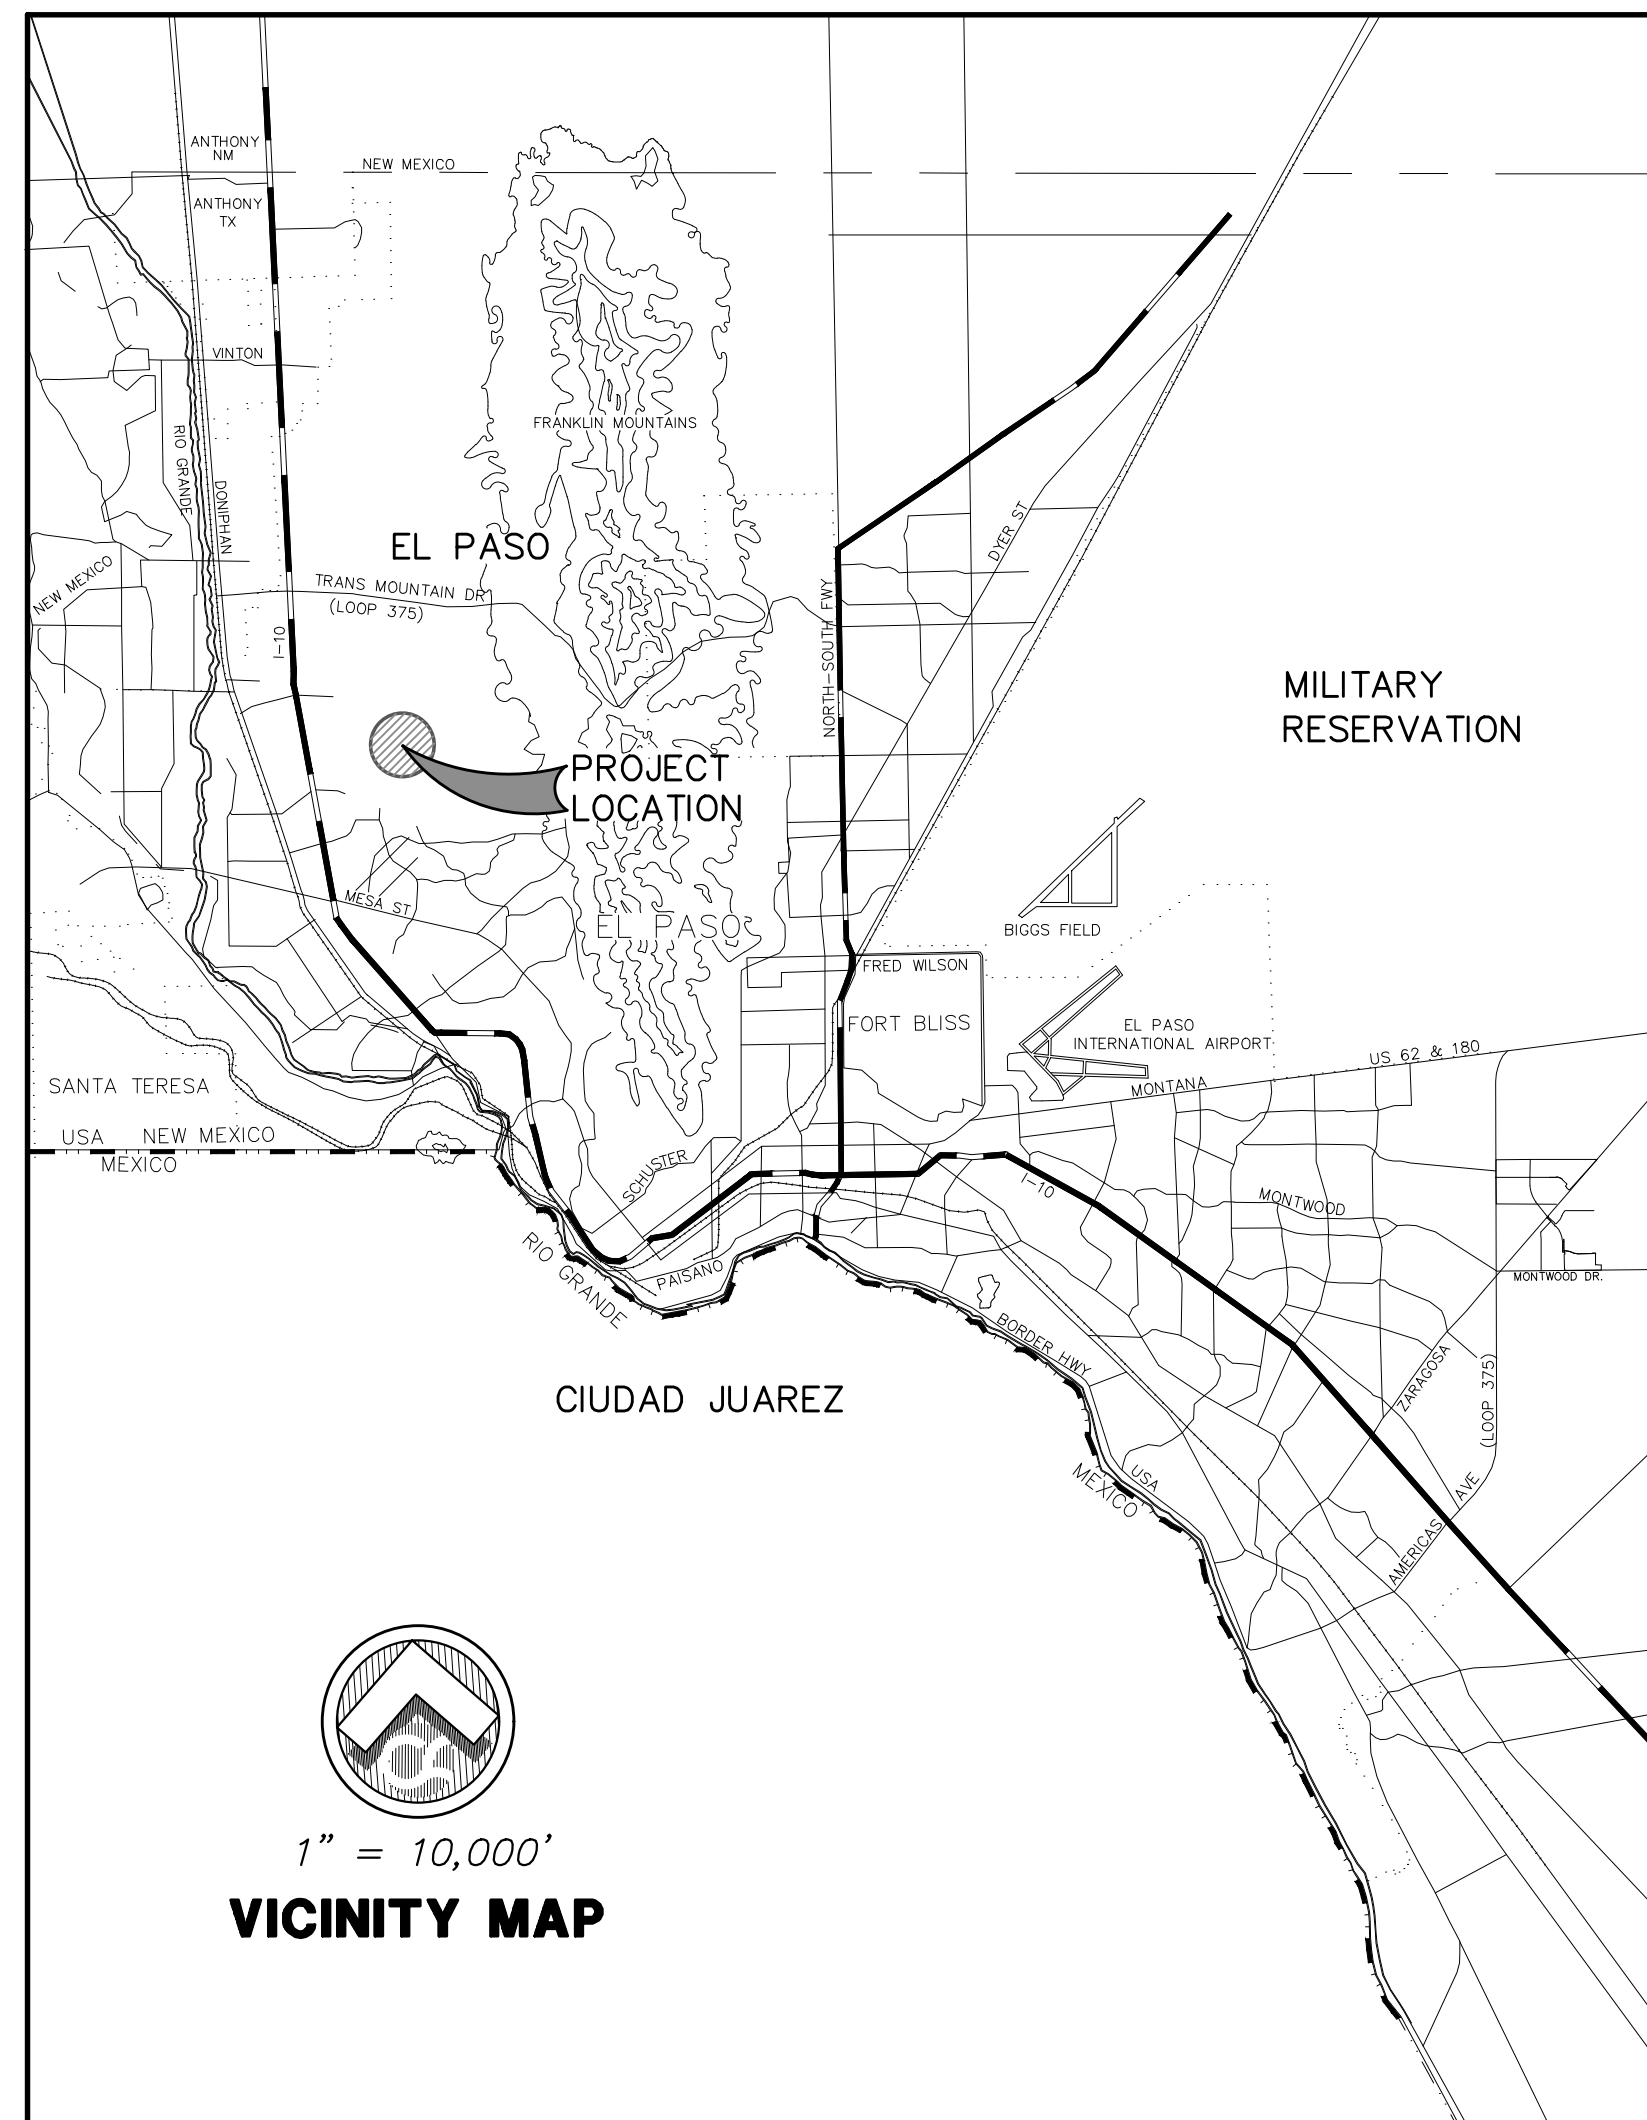 ANTHONY
NM
NEW MEXICO
ANTHONY
TX
VINTON
FRANKLIN MOUNTAINS
RIO GRANDE
DONIPHAN
DYER ST
EL PASO
NEW MEXICO
TRANS MOUNTAIN DR
(LOOP 375)
I-10
NORTH-SOUTH FWY
MILITARY
RESERVATION
PROJECT
LOCATION
MESA ST
EL PASO
BIGGS FIELD
FRED WILSON
FORT BLISS
EL PASO
INTERNATIONAL AIRPORT
US 62 & 180
MONTANA
SANTA TERESA
USA NEW MEXICO
MEXICO
SCHUSTER
I-10
MONTWOOD
RIO GRANDE
PAISANO
MONTWOOD DR.
BORDER HWY
ZARAGOSA
(LOOP 375)
CIUDAD JUAREZ
USA
MEXICO
AMERICAS AVE
1" = 10,000'
VICINITY MAP